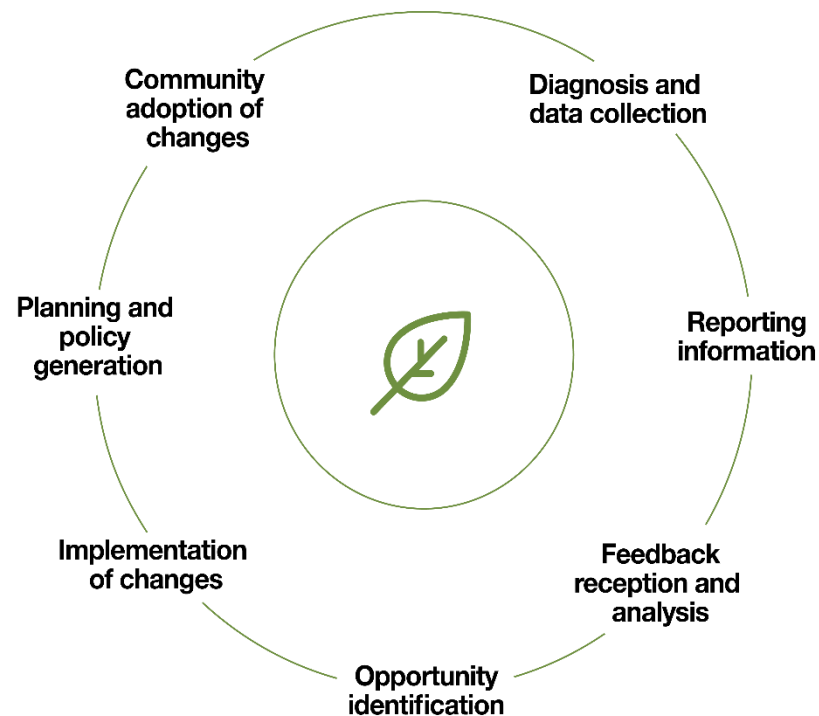 Community
adoption of
changes
Diagnosis and
data collection
Planning and
policy
generation
Reporting
information
Implementation
of changes
Feedback
reception and
analysis
Opportunity
identification